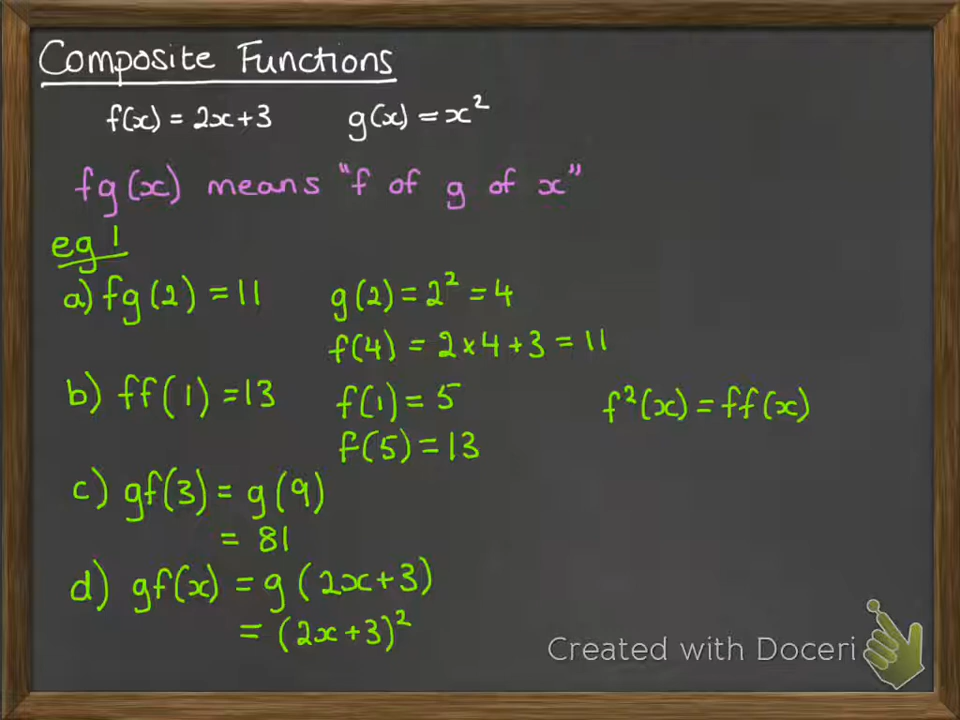 Composite Functions
f(x) = 2x+3 g(x) = x²
fg(x) means "f of g of x"
eg 1
a) fg(2) = 11 g(2) = 2² = 4
f(4) = 2×4+3 = 11
b) ff(1) = 13 f(1) = 5 f²(x) = ff(x)
f(5) = 13
c) gf(3) = g(9)
= 81
d) gf(x) = g(2x+3)
= (2x+3)²
Created with Doceri